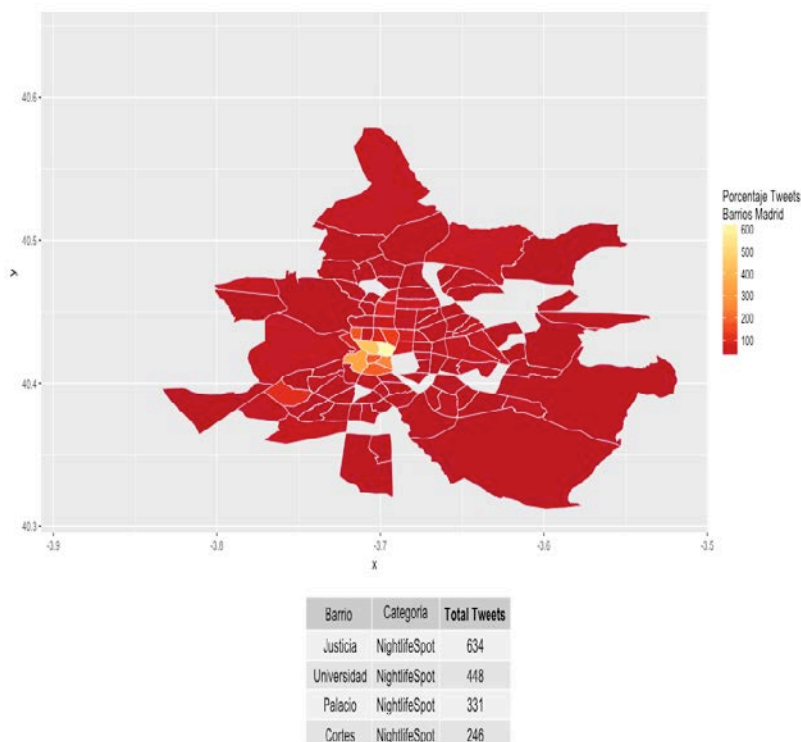 Porcentaje Tweets
Barrios Madrid
600
500
400
300
200
100
40.6
40.5
40.4
40.3
y
-3.9 -3.8 -3.7 -3.6 -3.5
x
Barrio Categoria Total Tweets
Justicia NightlifeSpot 634
Universidad NightlifeSpot 448
Palacio NightlifeSpot 331
Cortes NightlifeSpot 246